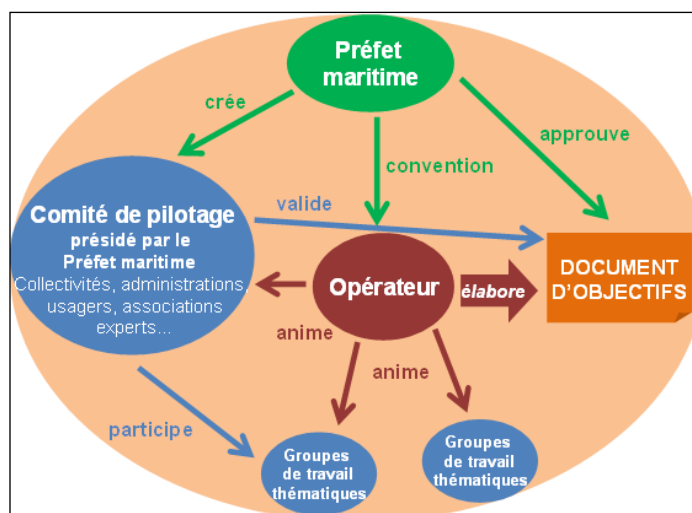 Préfet
maritime
crée
convention
approuve
Comité de pilotage
présidé par le
Préfet maritime
Collectivités, administrations,
usagers, associations
experts...
valide
Opérateur
élabore
DOCUMENT
D'OBJECTIFS
anime
anime
participe
Groupes
de travail
thématiques
Groupes
de travail
thématiques